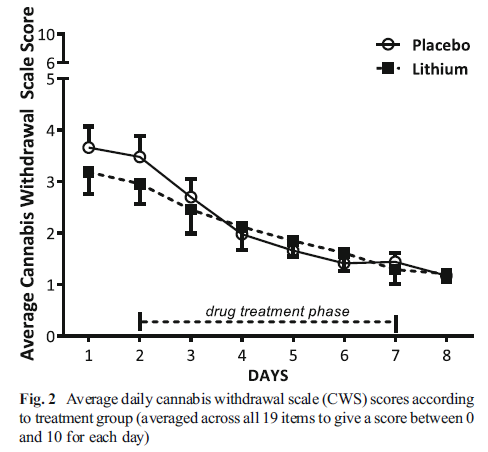 Average Cannabis Withdrawal Scale Score
10
6
5
4
3
2
1
0
Placebo
Lithium
drug treatment phase
1 2 3 4 5 6 7 8
DAYS
Fig. 2 Average daily cannabis withdrawal scale (CWS) scores according
to treatment group (averaged across all 19 items to give a score between 0
and 10 for each day)